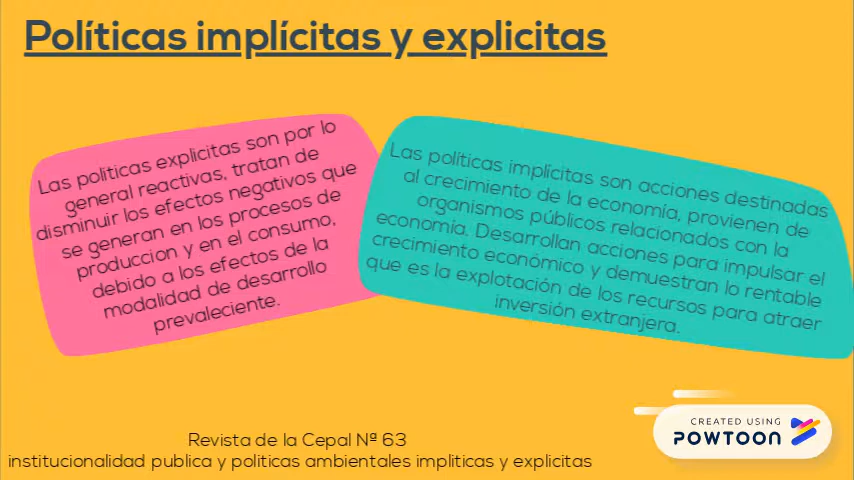 Políticas implícitas y explicitas
Las políticas explicitas son por lo
general reactivas, tratan de
disminuir los efectos negativos que
se generan en los procesos de
produccion y en el consumo,
debido a los efectos de la
modalidad de desarrollo
prevaleciente.
Las políticas implícitas son acciones destinadas
al crecimiento de la economía, provienen de
organismos públicos relacionados con la
economía. Desarrollan acciones para impulsar el
crecimiento económico y demuestran lo rentable
que es la explotación de los recursos para atraer
inversión extranjera.
Revista de la Cepal Nº 63
institucionalidad publica y politicas ambientales impliticas y explicitas
CREATED USING
POWTOON